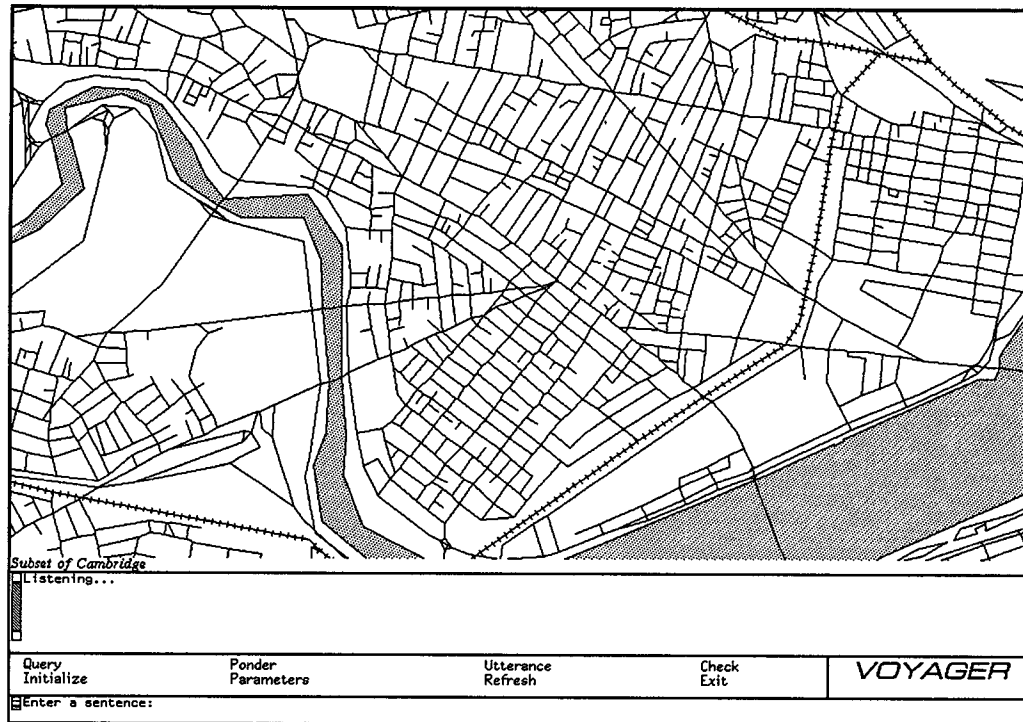 Subset of Cambridge
Listening...
Query Ponder Utterance Check
Initialize Parameters Refresh Exit
VOYAGER
Enter a sentence: